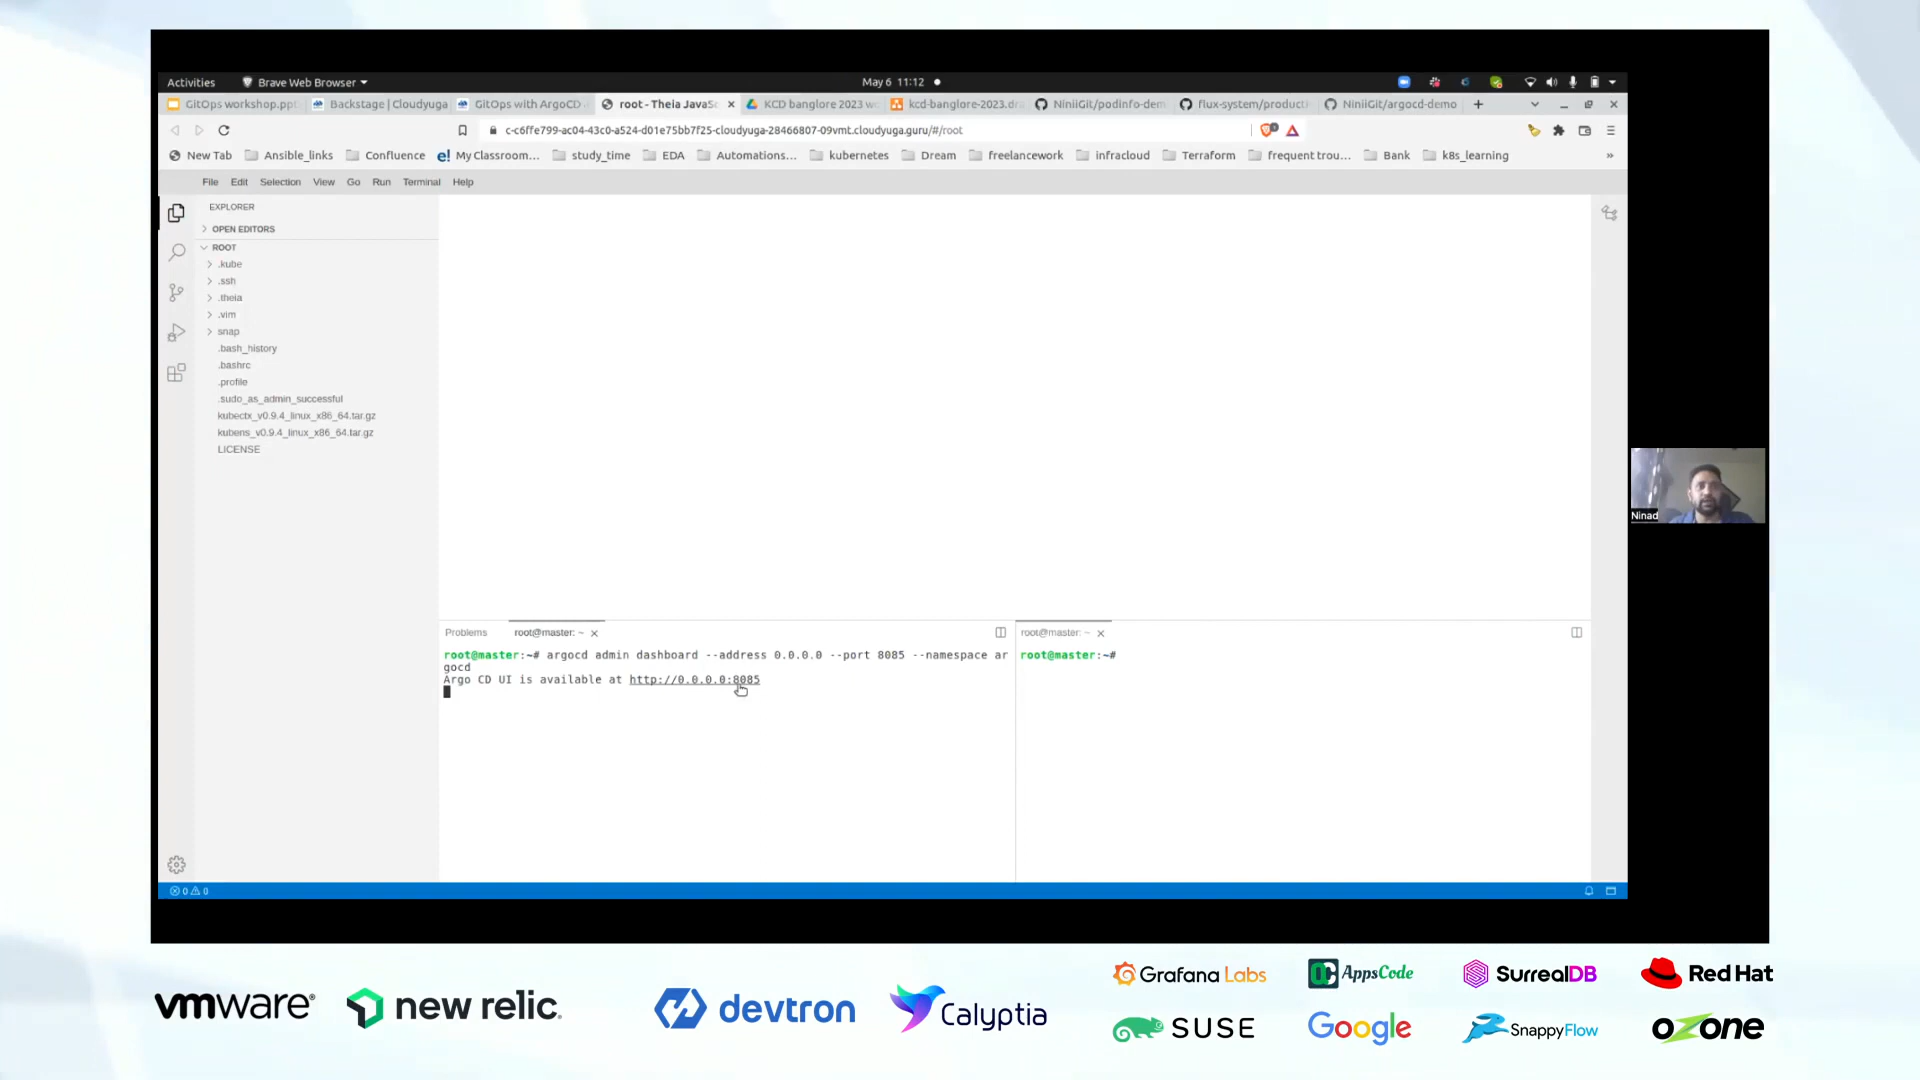 Activities
Brave Web Browser
May 6 11:12
GitOps workshop.ppt
Backstage | Cloudyuga
GitOps with ArgoCD
root - Theia JavaSc
KCD banglore 2023 wo
kcd-banglore-2023.dra
NiniiGit/podinfo-dem
flux-system/producti
NiniiGit/argocd-demo
c-c6ffe799-ac04-43c0-a524-d01e75bb7f25-cloudyuga-28466807-09vmt.cloudyuga.guru/#/root
New Tab
Ansible_links
Confluence
e! My Classroom...
study_time
EDA
Automations...
kubernetes
Dream
freelancework
infracloud
Terraform
frequent trou...
Bank
k8s_learning
»
File Edit Selection View Go Run Terminal Help
EXPLORER
OPEN EDITORS
ROOT
.kube
.ssh
.theia
.vim
snap
.bash_history
.bashrc
.profile
.sudo_as_admin_successful
kubectx_v0.9.4_linux_x86_64.tar.gz
kubens_v0.9.4_linux_x86_64.tar.gz
LICENSE
Problems
root@master: ~
root@master:~# argocd admin dashboard --address 0.0.0.0 --port 8085 --namespace ar
gocd
Argo CD UI is available at http://0.0.0.0:8085
root@master: ~
root@master:~#
0 0
Ninad
vmware®
new relic.
devtron
Calyptia
Grafana Labs
AppsCode
SurrealDB
Red Hat
SUSE
Google
SnappyFlow
ozone